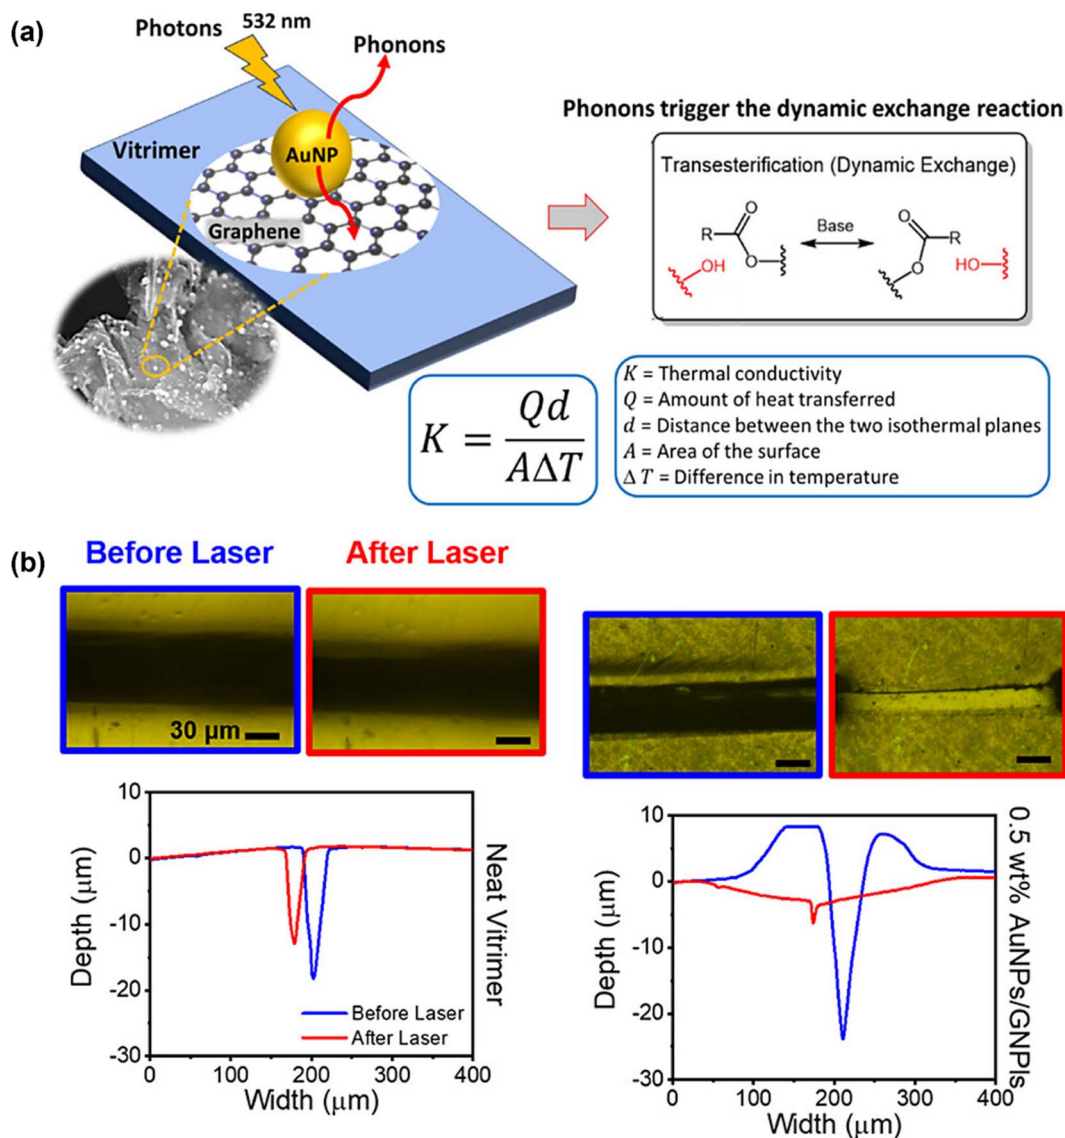 (a)
Photons
532 nm
Phonons
Vitrimer
AuNP
Graphene
Phonons trigger the dynamic exchange reaction
Transesterification (Dynamic Exchange)
R
O
O
OH
Base
O
R
O
HO
K = Qd / AΔT
K = Thermal conductivity
Q = Amount of heat transferred
d = Distance between the two isothermal planes
A = Area of the surface
Δ T = Difference in temperature
(b)
Before Laser
After Laser
30 µm
10
0
-10
-20
-30
Depth (µm)
0 100 200 300 400
Width (µm)
Before Laser
After Laser
Neat Vitrimer
10
0
-10
-20
-30
Depth (µm)
0 100 200 300 400
Width (µm)
0.5 wt% AuNPs/GNPls